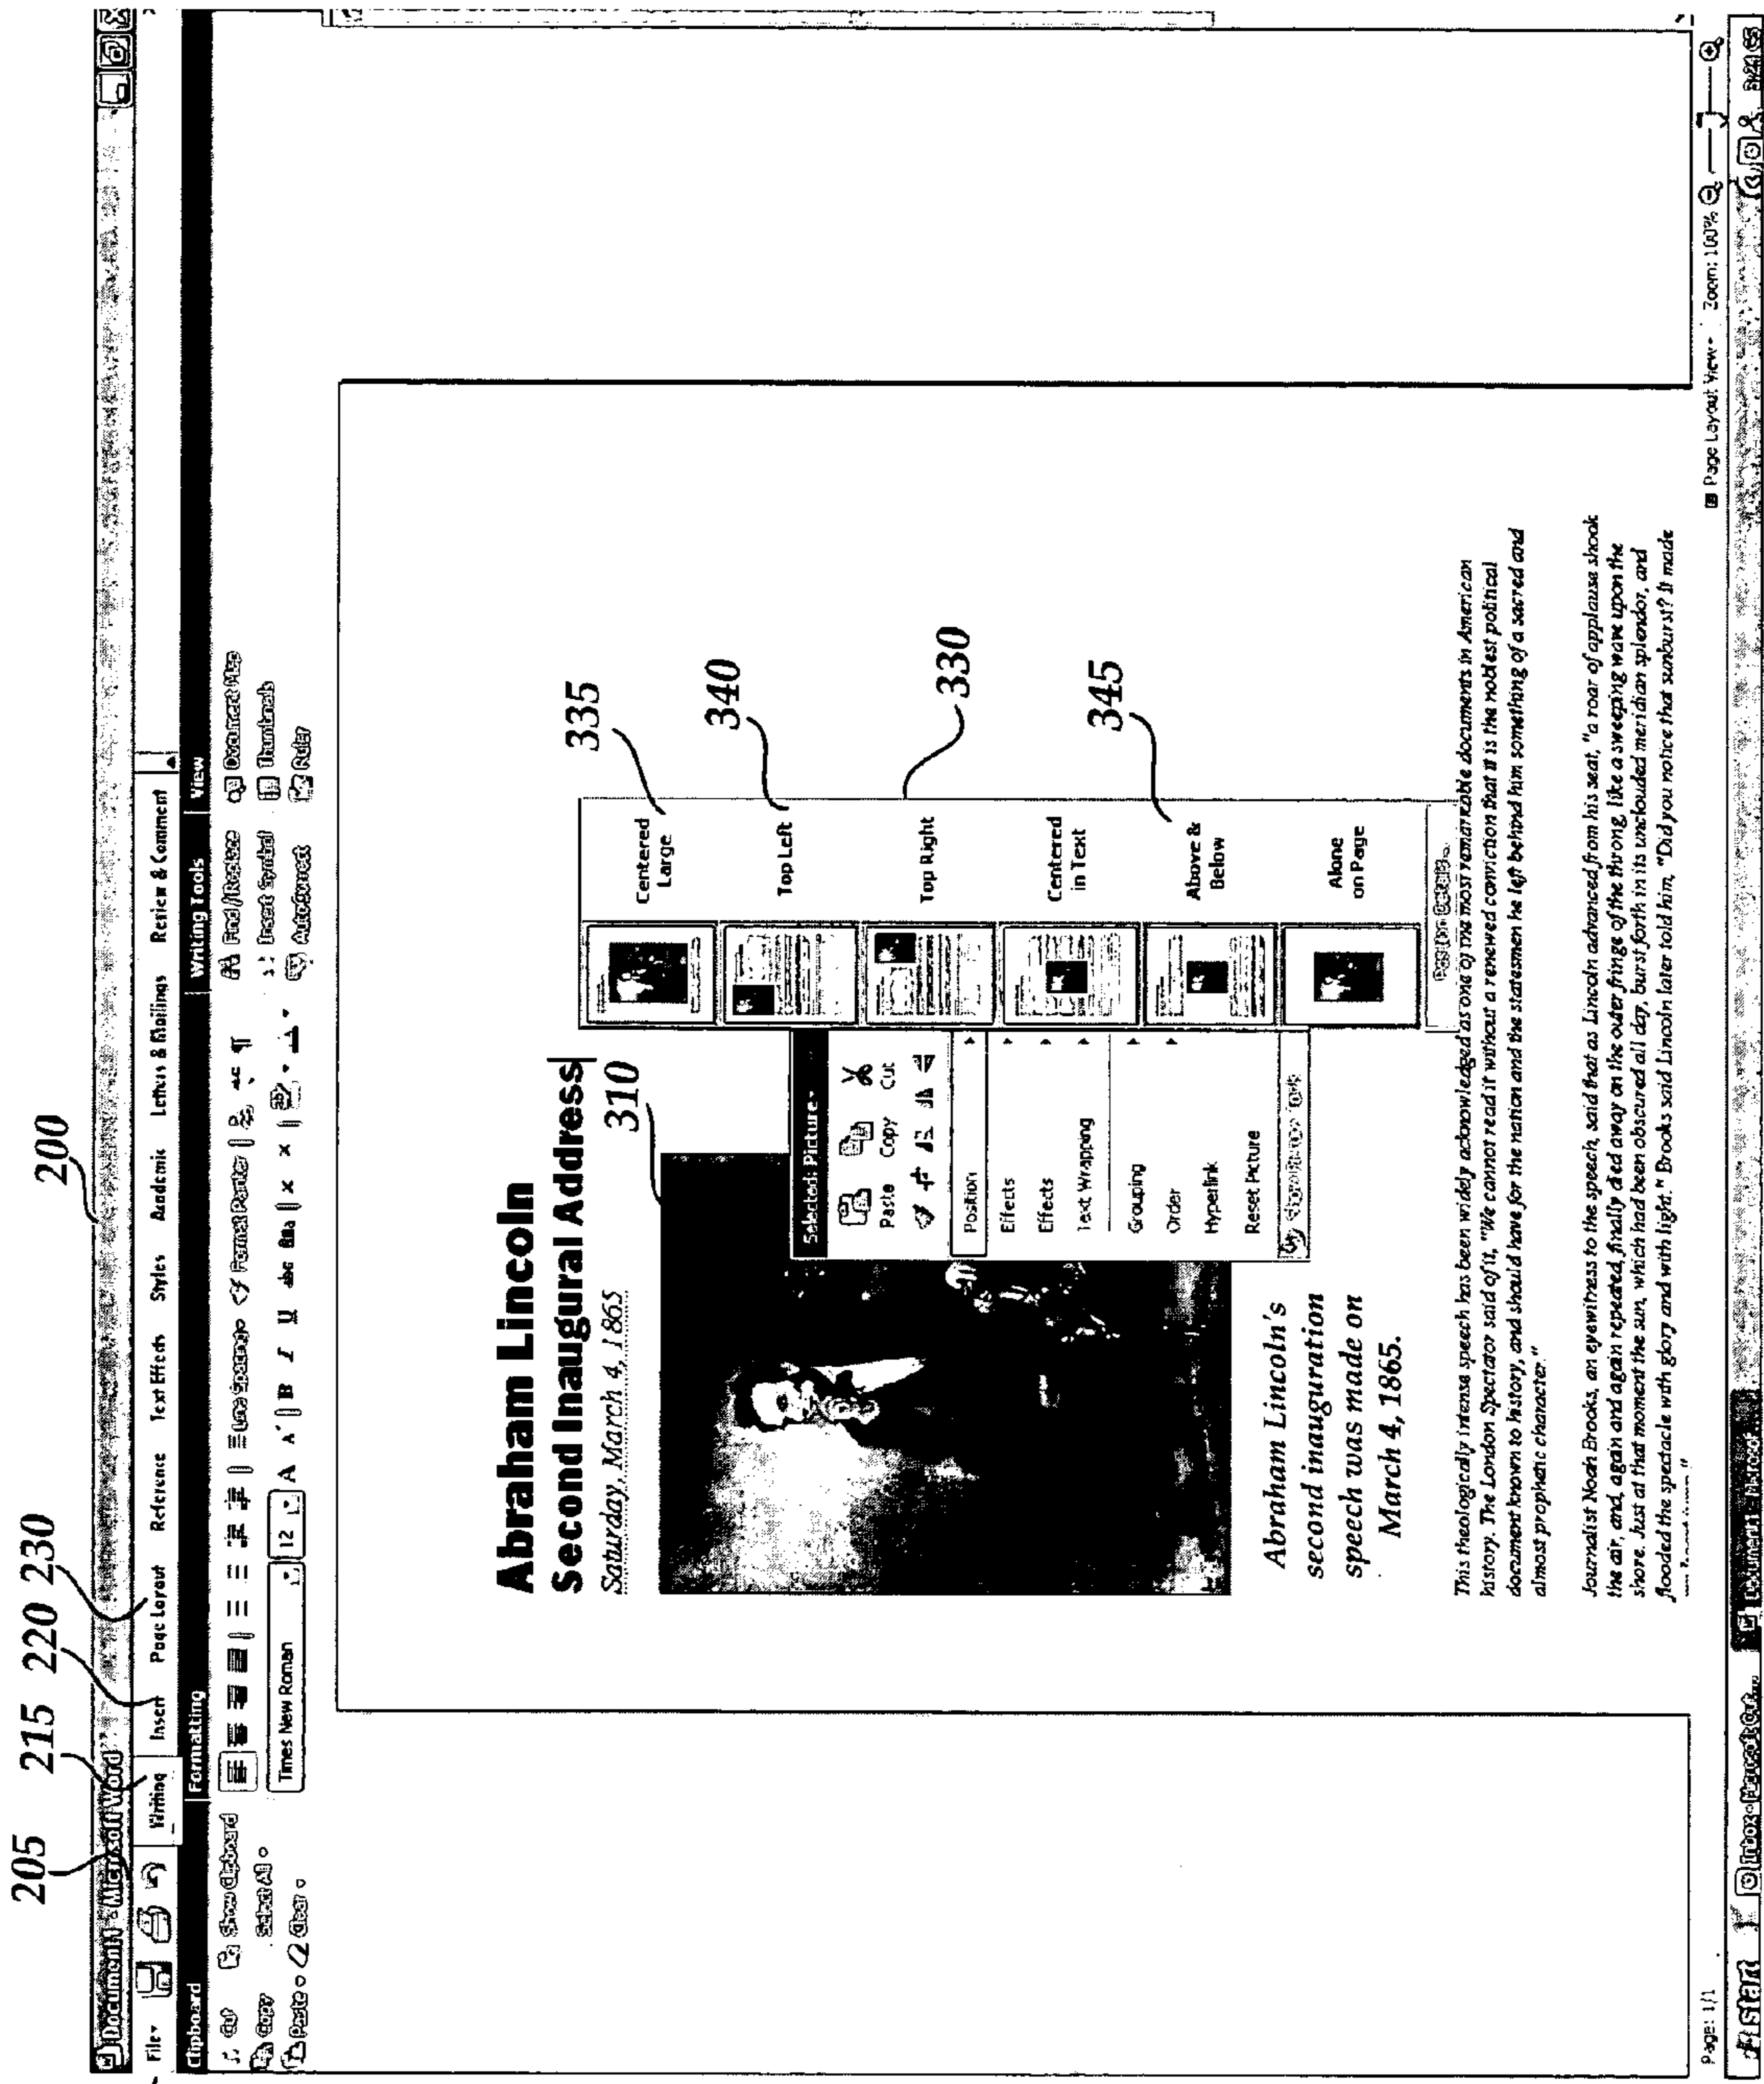 200
205 215 220 230
Document1 - Microsoft Word
File Writing Insert Page Layout Reference Text Effects Styles Academic Letters & Mailings Review & Comment
Clipboard Formatting Writing Tools View
Cut Show Clipboard Line Spacing Format Painter Find/Replace Document Map
Copy Select All Times New Roman 12 A A B I U abc Aa x x Insert Symbol Thumbnails
Paste Clear AutoCorrect Ruler
Abraham Lincoln
Second Inaugural Address
Saturday, March 4, 1865
310
Selected: Picture
Paste Copy Cut
Position
Effects
Effects
Text Wrapping
Grouping
Order
Hyperlink
Reset Picture
Centered
Large
335
Top Left
340
Top Right
330
Centered
in Text
Above &
Below
345
Alone
on Page
Position Details...
Abraham Lincoln's
second inauguration
speech was made on
March 4, 1865.
This theologically intense speech has been widely acknowledged as one of the most remarkable documents in American
history. The London Spectator said of it, "We cannot read it without a renewed conviction that it is the noblest political
document known to history, and should have for the nation and the statesmen he left behind him something of a sacred and
almost prophetic character."
Journalist Noah Brooks, an eyewitness to the speech, said that as Lincoln advanced from his seat, "a roar of applause shook
the air, and, again and again repeated, finally died away on the outer fringe of the throng, like a sweeping wave upon the
shore. Just at that moment the sun, which had been obscured all day, burst forth in its unclouded meridian splendor, and
flooded the spectacle with glory and with light." Brooks said Lincoln later told him, "Did you notice that sunburst? It made
Page: 1/1 Page Layout View Zoom: 100%
start Inbox Document1 - Microsoft